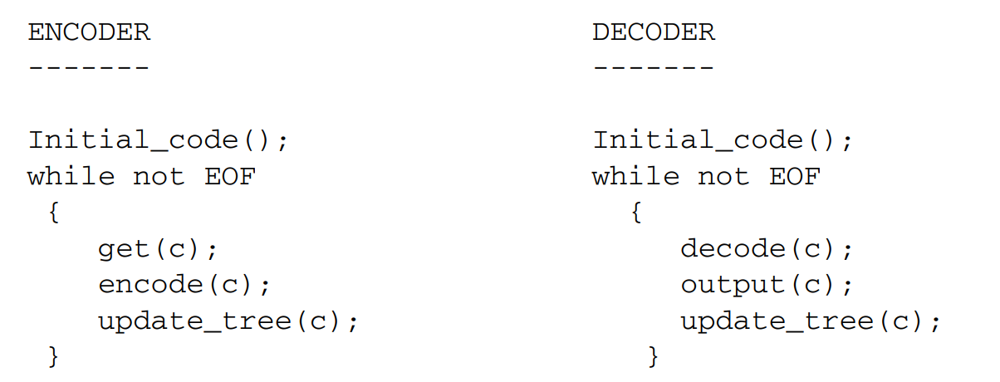 ENCODER
-------
Initial_code();
while not EOF
{
get(c);
encode(c);
update_tree(c);
}
DECODER
-------
Initial_code();
while not EOF
{
decode(c);
output(c);
update_tree(c);
}